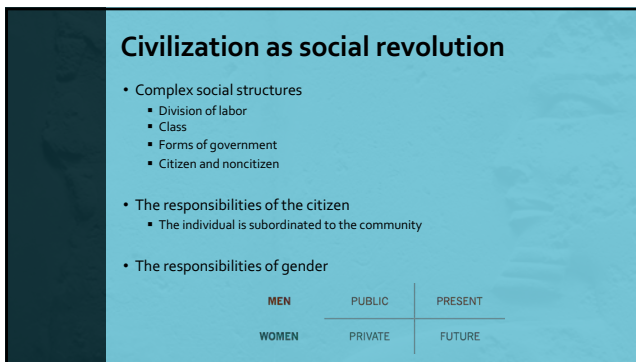 Civilization as social revolution
• Complex social structures
▪ Division of labor
▪ Class
▪ Forms of government
▪ Citizen and noncitizen
• The responsibilities of the citizen
▪ The individual is subordinated to the community
• The responsibilities of gender
MEN PUBLIC PRESENT
WOMEN PRIVATE FUTURE